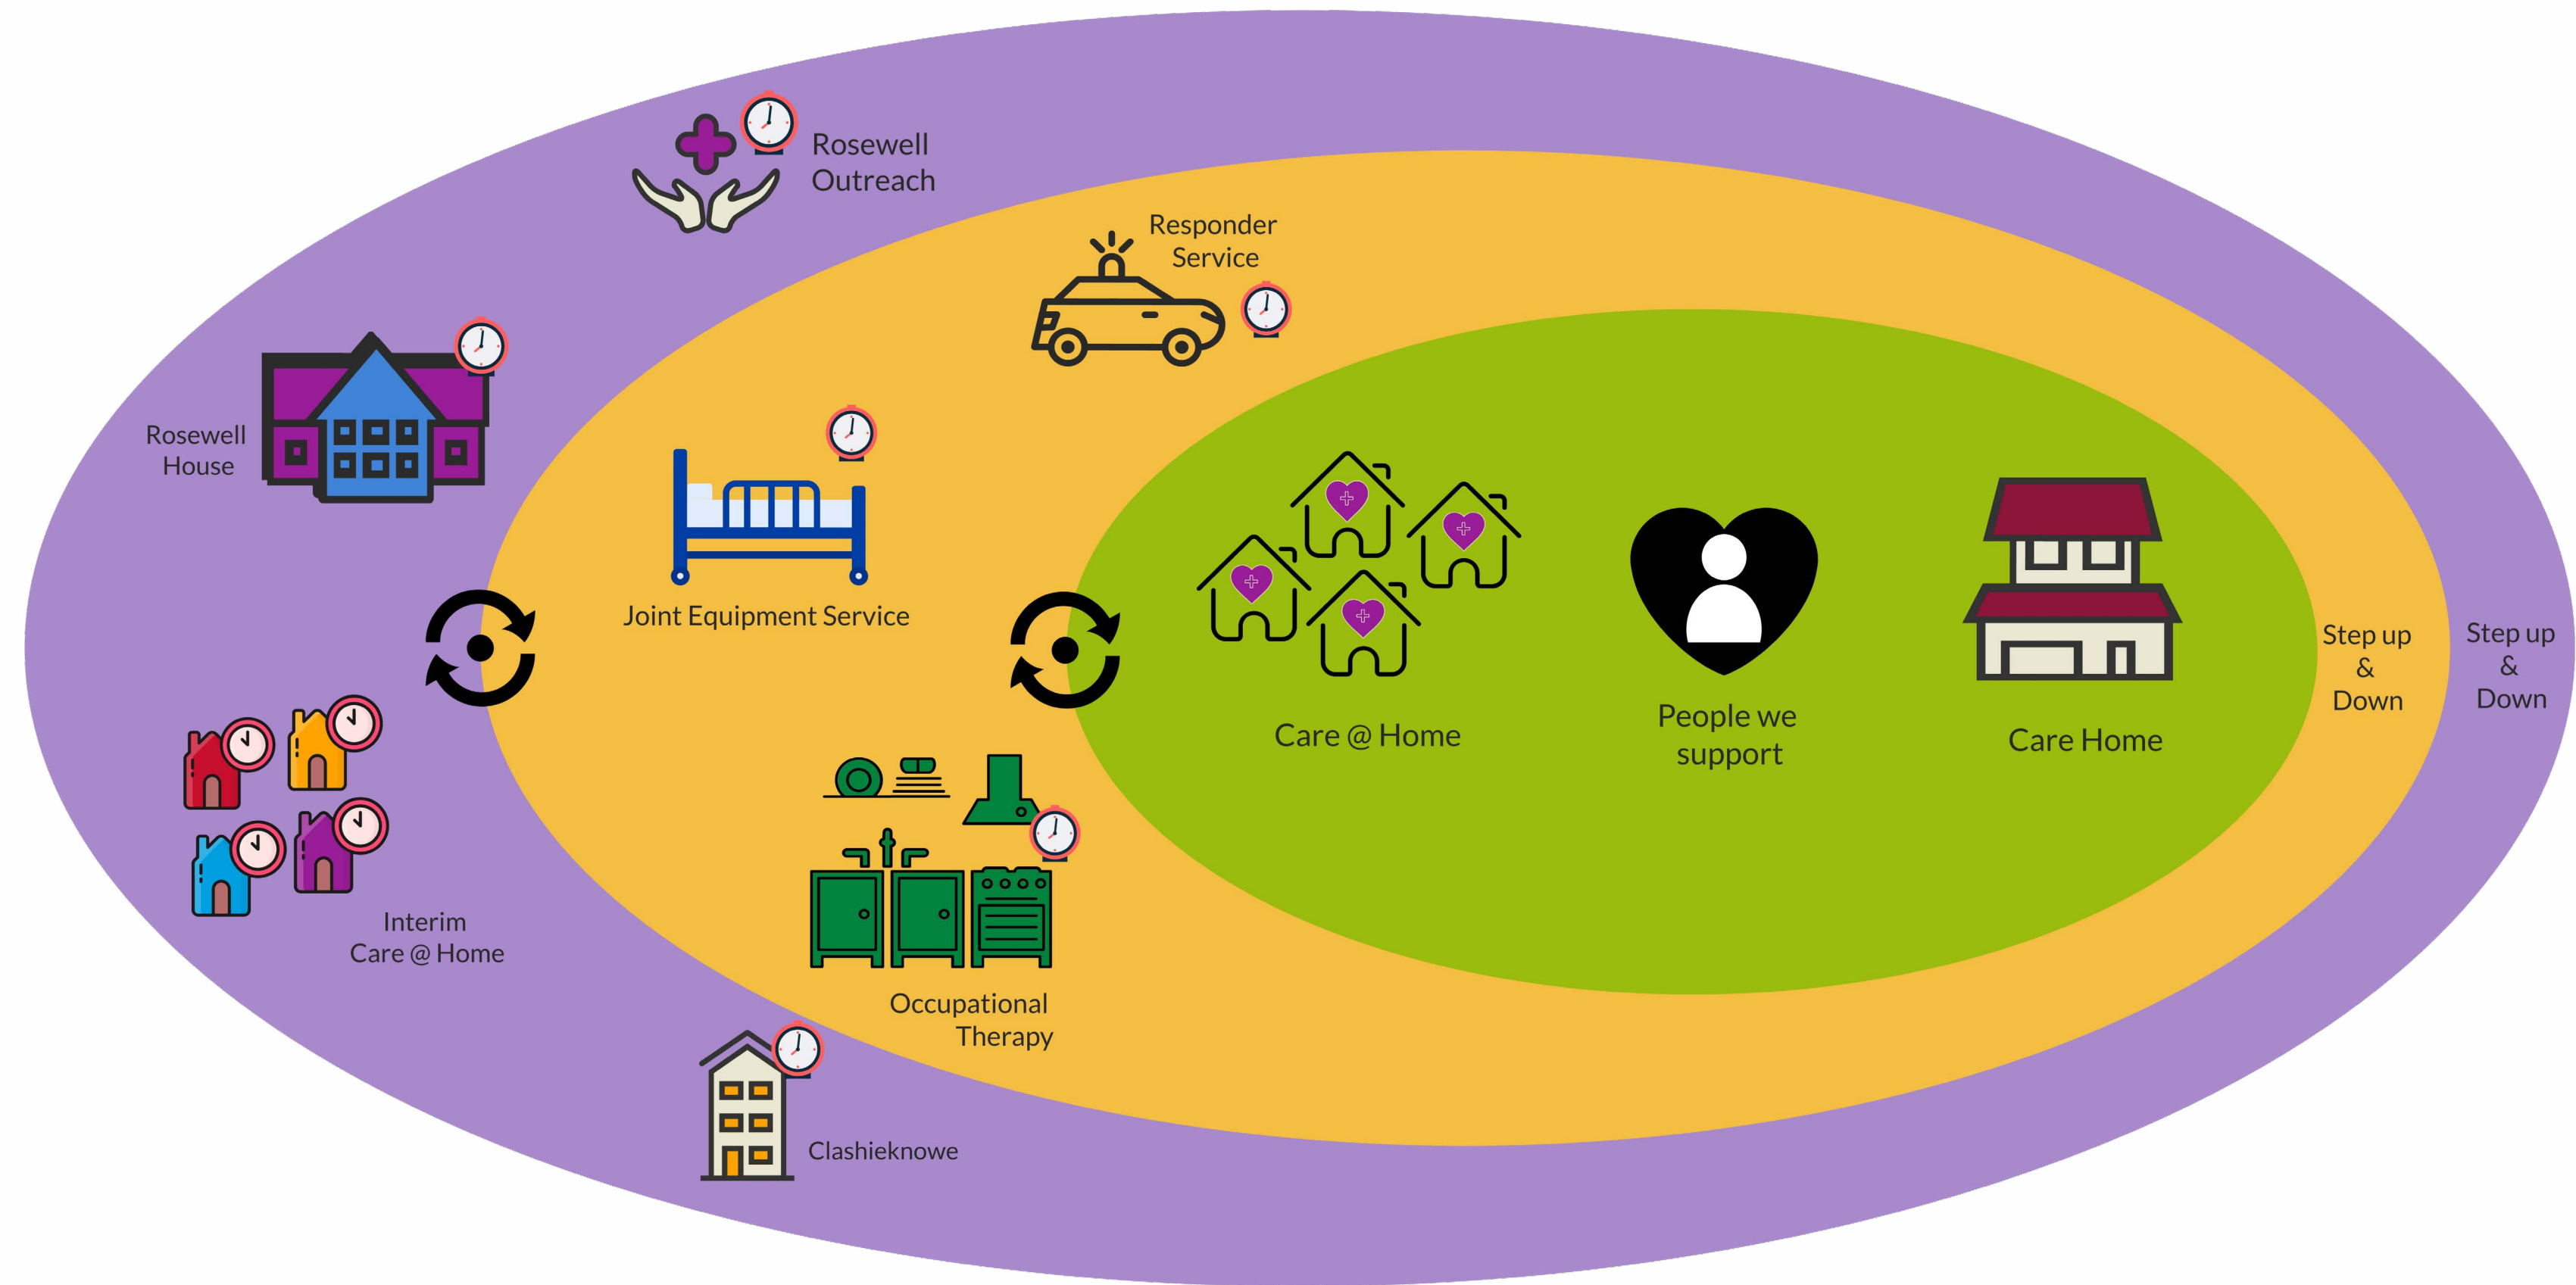 Rosewell
Outreach
Responder
Service
Rosewell
House
Joint Equipment Service
Care @ Home
People we
support
Care Home
Step up
&
Down
Step up
&
Down
Interim
Care @ Home
Occupational
Therapy
Clashieknowe